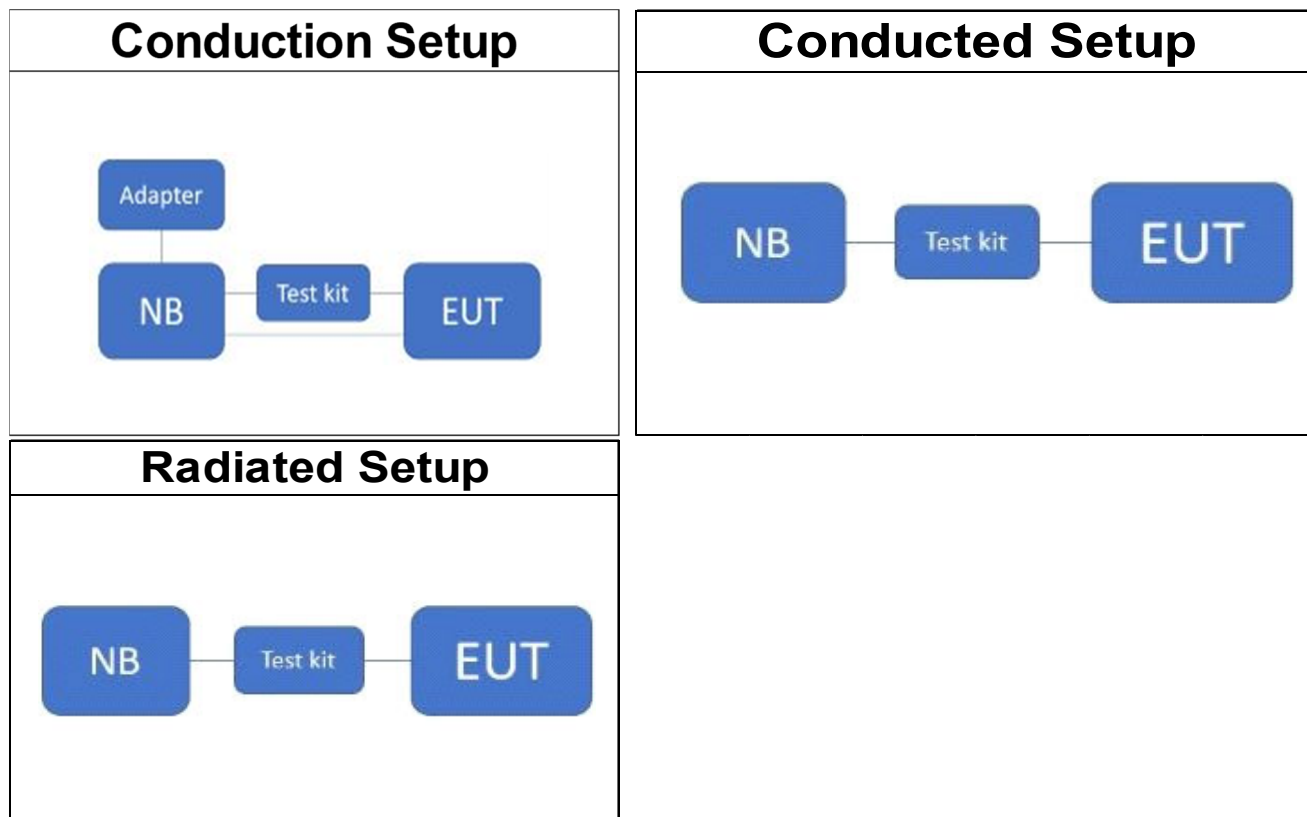 Conduction Setup
Adapter
NB
Test kit
EUT
Conducted Setup
NB
Test kit
EUT
Radiated Setup
NB
Test kit
EUT